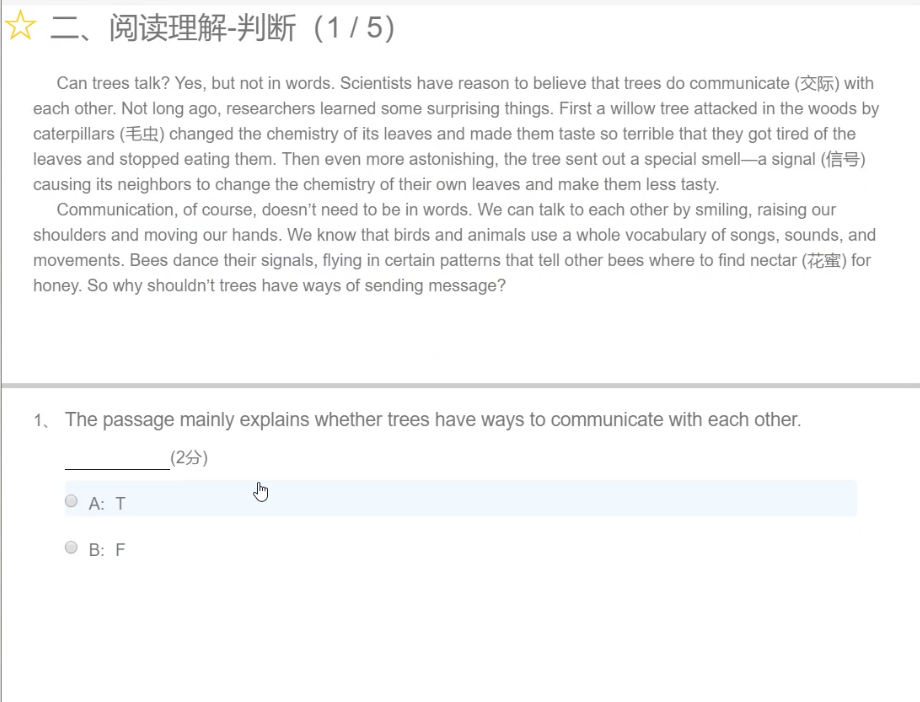 二、阅读理解-判断（1 / 5）
Can trees talk? Yes, but not in words. Scientists have reason to believe that trees do communicate (交际) with
each other. Not long ago, researchers learned some surprising things. First a willow tree attacked in the woods by
caterpillars (毛虫) changed the chemistry of its leaves and made them taste so terrible that they got tired of the
leaves and stopped eating them. Then even more astonishing, the tree sent out a special smell—a signal (信号)
causing its neighbors to change the chemistry of their own leaves and make them less tasty.
Communication, of course, doesn’t need to be in words. We can talk to each other by smiling, raising our
shoulders and moving our hands. We know that birds and animals use a whole vocabulary of songs, sounds, and
movements. Bees dance their signals, flying in certain patterns that tell other bees where to find nectar (花蜜) for
honey. So why shouldn’t trees have ways of sending message?
1、 The passage mainly explains whether trees have ways to communicate with each other.
___________(2分)
A: T
B: F